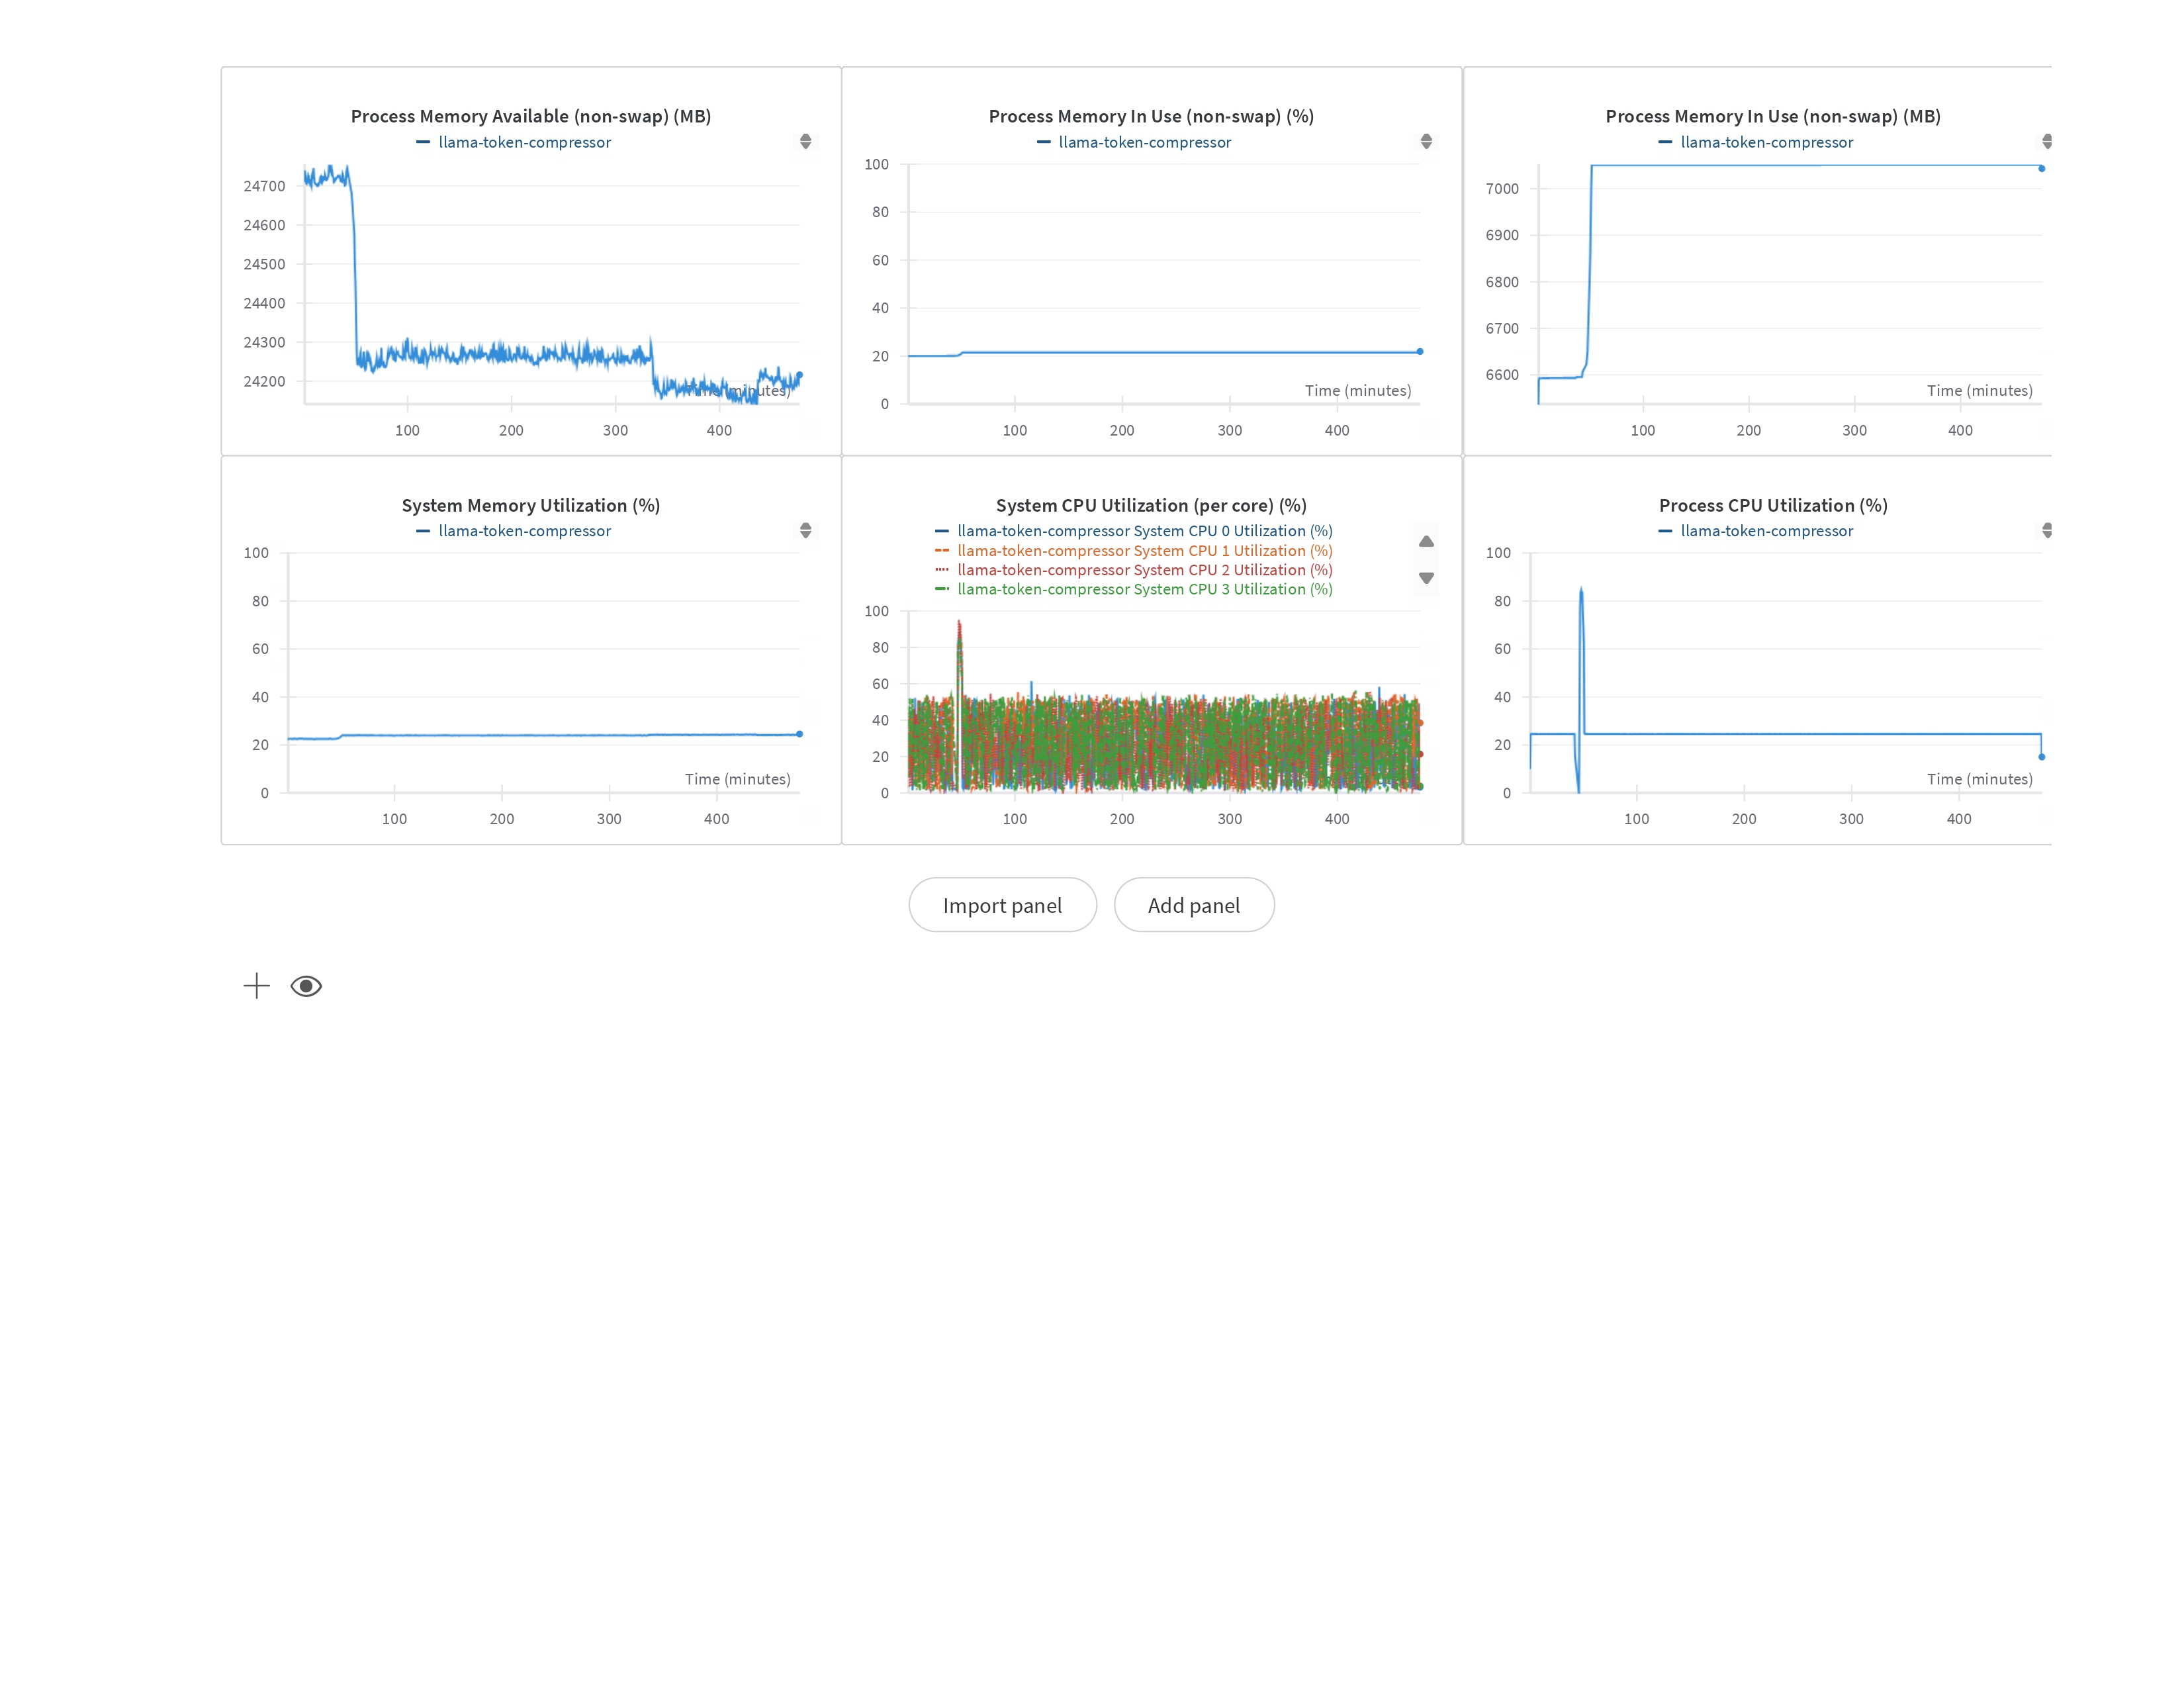 Process Memory Available (non-swap) (MB)
llama-token-compressor
24700
24600
24500
24400
24300
24200
Time (minutes)
100 200 300 400
Process Memory In Use (non-swap) (%)
llama-token-compressor
100
80
60
40
20
0
Time (minutes)
100 200 300 400
Process Memory In Use (non-swap) (MB)
llama-token-compressor
7000
6900
6800
6700
6600
Time (minutes)
100 200 300 400
System Memory Utilization (%)
llama-token-compressor
100
80
60
40
20
0
Time (minutes)
100 200 300 400
System CPU Utilization (per core) (%)
llama-token-compressor System CPU 0 Utilization (%)
llama-token-compressor System CPU 1 Utilization (%)
llama-token-compressor System CPU 2 Utilization (%)
llama-token-compressor System CPU 3 Utilization (%)
100
80
60
40
20
0
100 200 300 400
Process CPU Utilization (%)
llama-token-compressor
100
80
60
40
20
0
Time (minutes)
100 200 300 400
Import panel
Add panel